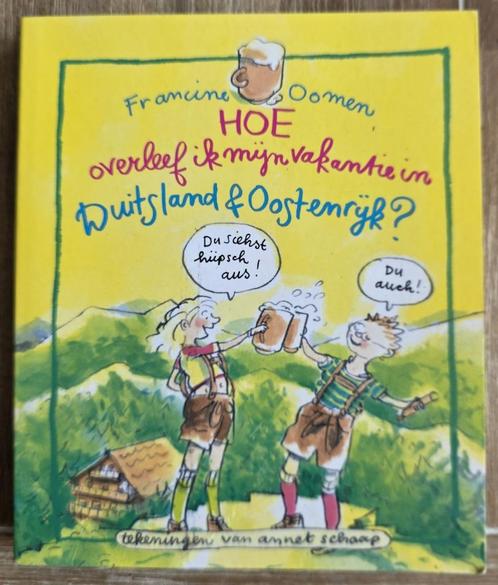 Francine Oomen
HOE
overleef ik mijn vakantie in
Duitsland & Oostenrijk?
Du siehst
hüpsch
aus!
Du
auch!
tekeningen van annet schaap